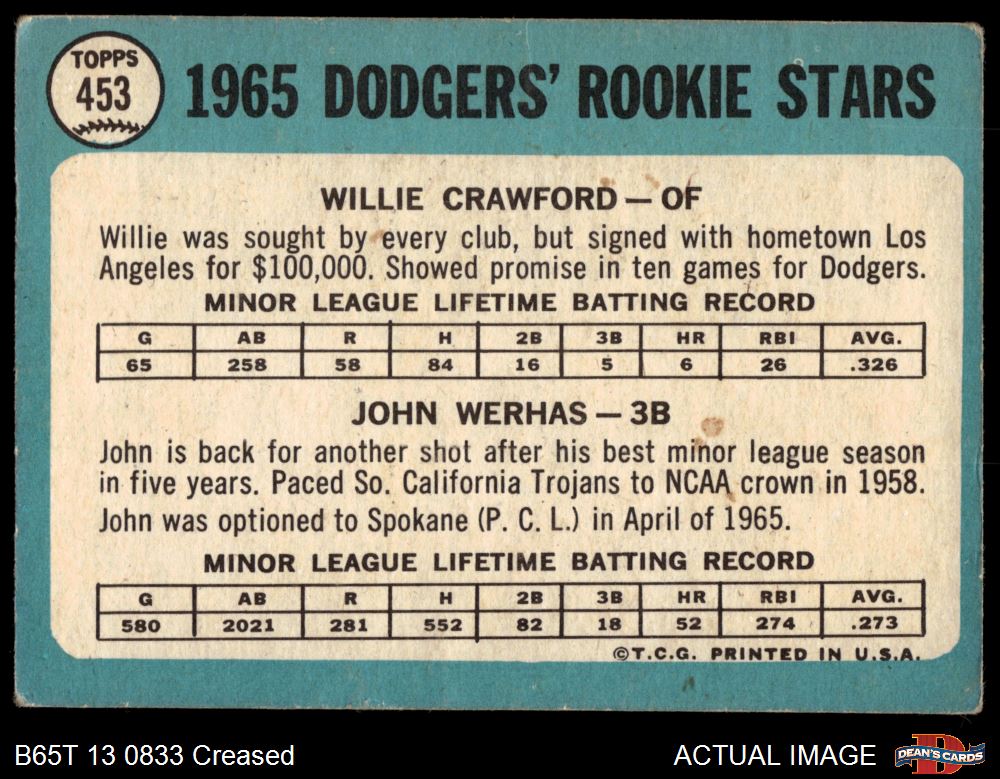 TOPPS
453
1965 DODGERS' ROOKIE STARS
WILLIE CRAWFORD — OF
Willie was sought by every club, but signed with hometown Los
Angeles for $100,000. Showed promise in ten games for Dodgers.
MINOR LEAGUE LIFETIME BATTING RECORD
G AB R H 2B 3B HR RBI AVG.
65 258 58 84 16 5 6 26 .326
JOHN WERHAS — 3B
John is back for another shot after his best minor league season
in five years. Paced So. California Trojans to NCAA crown in 1958.
John was optioned to Spokane (P. C. L.) in April of 1965.
MINOR LEAGUE LIFETIME BATTING RECORD
G AB R H 2B 3B HR RBI AVG.
580 2021 281 552 82 18 52 274 .273
©T.C.G. PRINTED IN U.S.A.
B65T 13 0833 Creased
ACTUAL IMAGE
DEAN'S CARDS